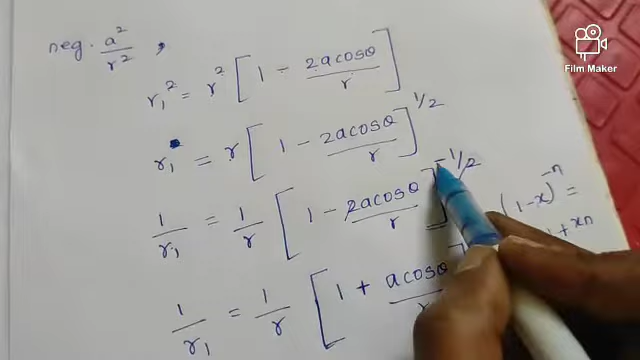 Film Maker
neg. a²/r² ,
r₁² = r² [ 1 - 2acosθ/r ]
r₁ = r [ 1 - 2acosθ/r ]^1/2
1/r₁ = 1/r [ 1 - 2acosθ/r ]^-1/2
(1-x)^-n =
1 + xn
1/r₁ = 1/r [ 1 + acosθ/r ]